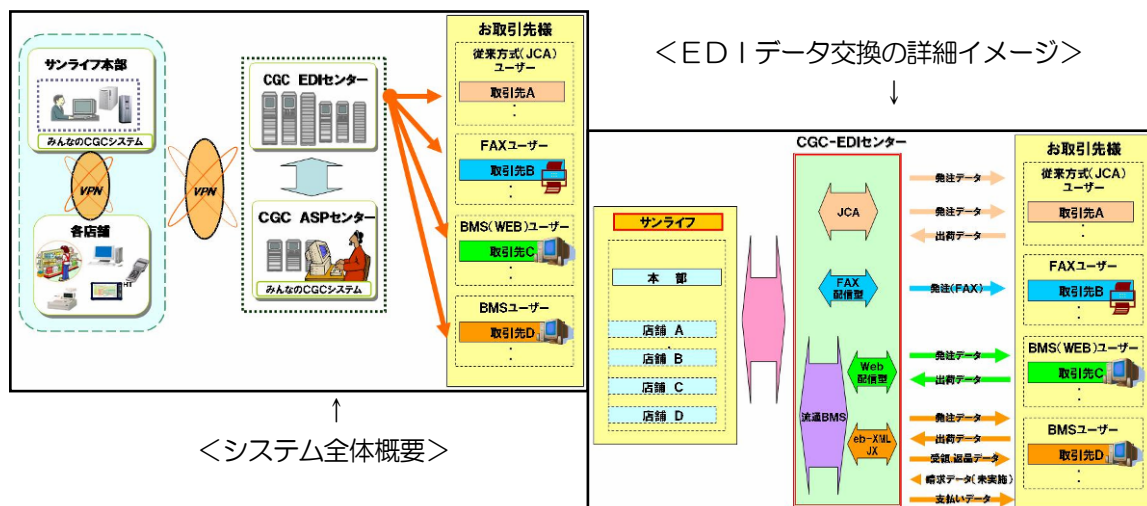 サンライフ本部
みんなのCGCシステム
VPN
各店舗
HT
VPN
CGC EDIセンター
CGC ASPセンター
みんなのCGCシステム
お取引先様
従来方式(JCA)
ユーザー
取引先A
・
FAXユーザー
取引先B
・
・
BMS(WEB)ユーザー
取引先C
・
・
BMSユーザー
取引先D
・
・
↑
＜システム全体概要＞
＜ＥＤＩデータ交換の詳細イメージ＞
↓
サンライフ
本 部
店舗 A
店舗 B
店舗 C
店舗 D
CGC-EDIセンター
JCA
FAX
配信型
Web
配信型
流通BMS
eb-XML
JX
発注データ
発注データ
出荷データ
発注(FAX)
発注データ
出荷データ
発注データ
出荷データ
受領,返品データ
請求データ(未実施)
支払いデータ
お取引先様
従来方式(JCA)
ユーザー
取引先A
・
FAXユーザー
取引先B
・
BMS(WEB)ユーザー
取引先C
・
・
BMSユーザー
取引先D
・
・